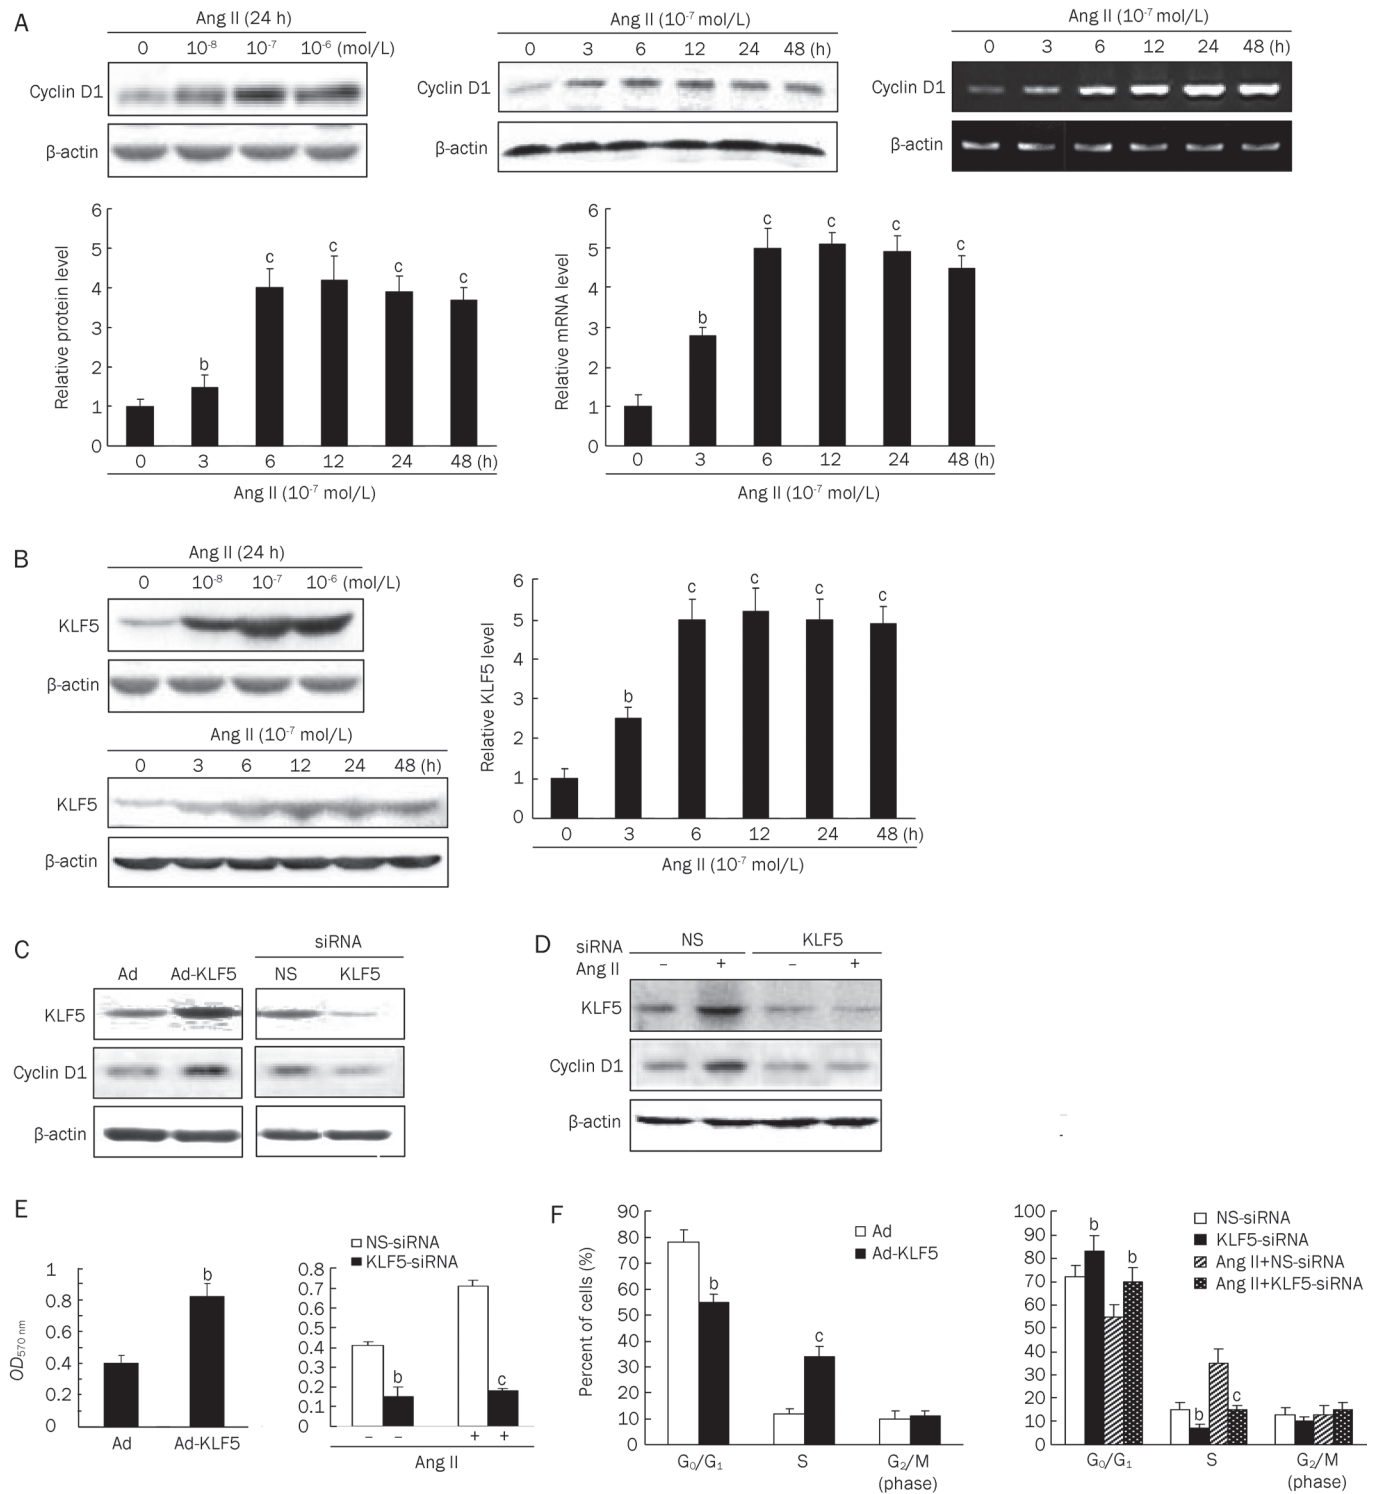 A
Ang II (24 h)
0 10-8 10-7 10-6 (mol/L)
Cyclin D1
β-actin
Ang II (10-7 mol/L)
0 3 6 12 24 48 (h)
Cyclin D1
β-actin
Ang II (10-7 mol/L)
0 3 6 12 24 48 (h)
Cyclin D1
β-actin
Relative protein level
6
5
4
3
2
1
0
b c c c c
0 3 6 12 24 48 (h)
Ang II (10-7 mol/L)
Relative mRNA level
6
5
4
3
2
1
0
b c c c c
0 3 6 12 24 48 (h)
Ang II (10-7 mol/L)
B
Ang II (24 h)
0 10-8 10-7 10-6 (mol/L)
KLF5
β-actin
Ang II (10-7 mol/L)
0 3 6 12 24 48 (h)
KLF5
β-actin
Relative KLF5 level
6
5
4
3
2
1
0
b c c c c
0 3 6 12 24 48 (h)
Ang II (10-7 mol/L)
C
siRNA
Ad Ad-KLF5 NS KLF5
KLF5
Cyclin D1
β-actin
D
siRNA NS KLF5
Ang II – + – +
KLF5
Cyclin D1
β-actin
E
OD570 nm
1
0.8
0.6
0.4
0.2
0
b
Ad Ad-KLF5
NS-siRNA
KLF5-siRNA
0.8
0.7
0.6
0.5
0.4
0.3
0.2
0.1
0
b c
– – + +
Ang II
F
Percent of cells (%)
90
80
70
60
50
40
30
20
10
0
Ad
Ad-KLF5
b c
G0/G1 S G2/M
(phase)
100
90
80
70
60
50
40
30
20
10
0
NS-siRNA
KLF5-siRNA
Ang II+NS-siRNA
Ang II+KLF5-siRNA
b b b c
G0/G1 S G2/M
(phase)